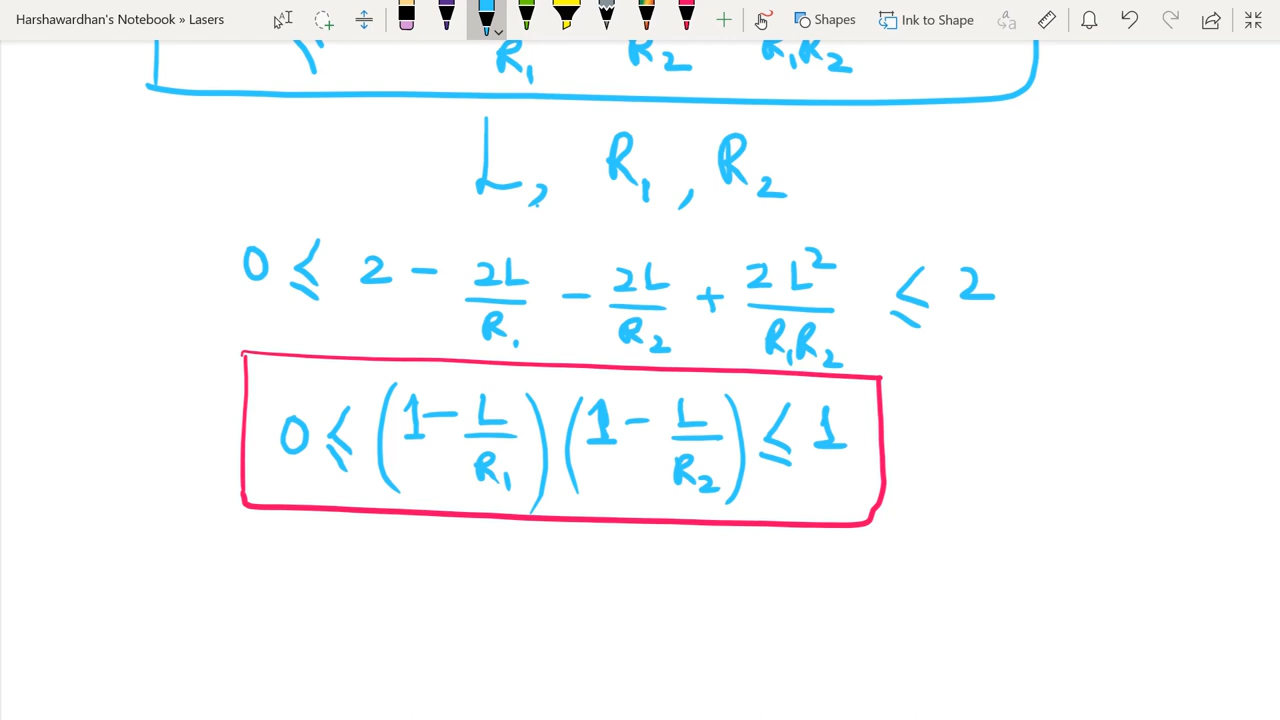 Harshawardhan's Notebook » Lasers
Shapes Ink to Shape
R₁ R₂ R₁R₂
L, R₁, R₂
0 ≤ 2 - 2L/R₁ - 2L/R₂ + 2L²/R₁R₂ ≤ 2
0 ≤ (1 - L/R₁)(1 - L/R₂) ≤ 1